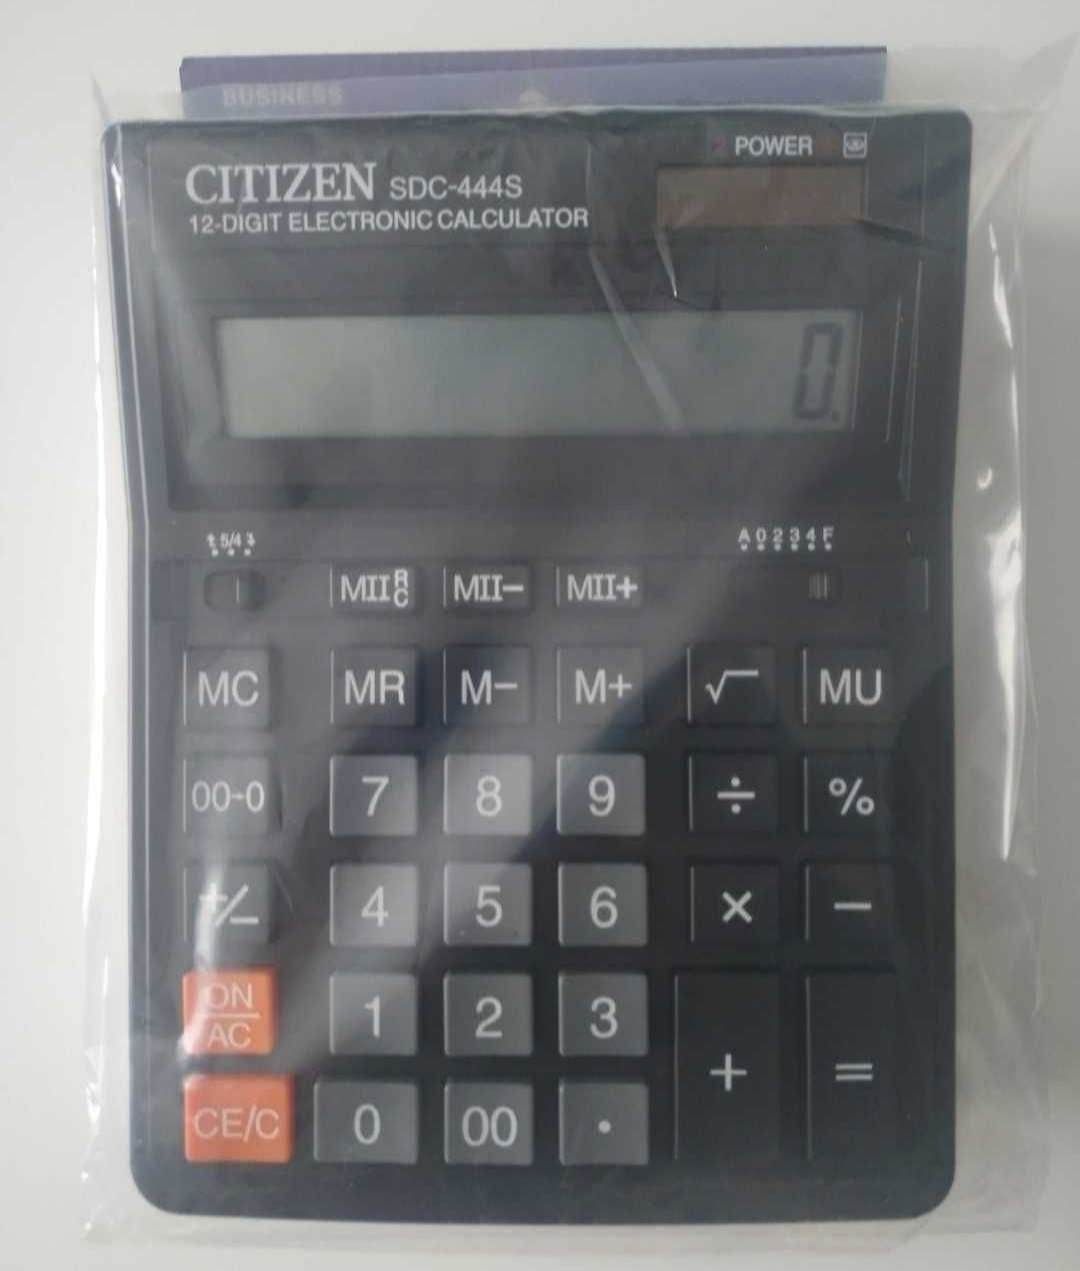 BUSINESS
POWER
CITIZEN SDC-444S
12-DIGIT ELECTRONIC CALCULATOR
0.
5/4 A 0 2 3 4 F
MII RC MII− MII+
MC MR M− M+ √ MU
00→0 7 8 9 ÷ %
+/− 4 5 6 × −
ON/AC 1 2 3 + =
CE/C 0 00 •